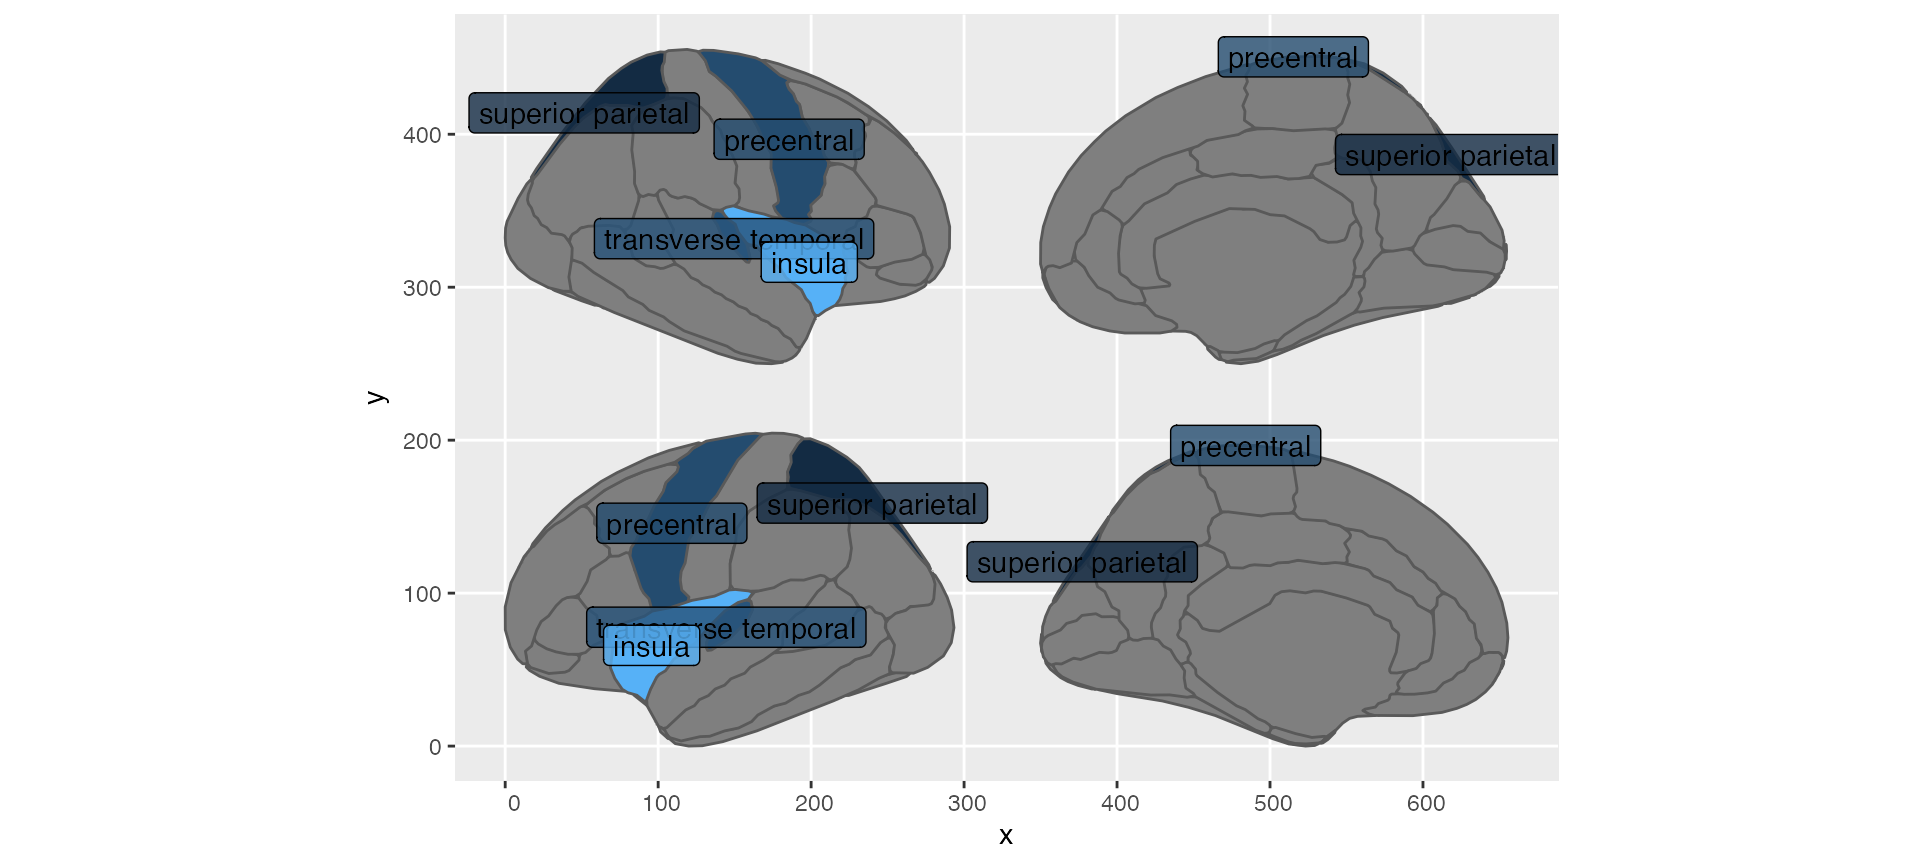 precentral
superior parietal
precentral
superior parietal
400
transverse temporal
insula
300
y
200
precentral
precentral
superior parietal
superior parietal
100
transverse temporal
insula
0
0 100 200 300 400 500 600
x